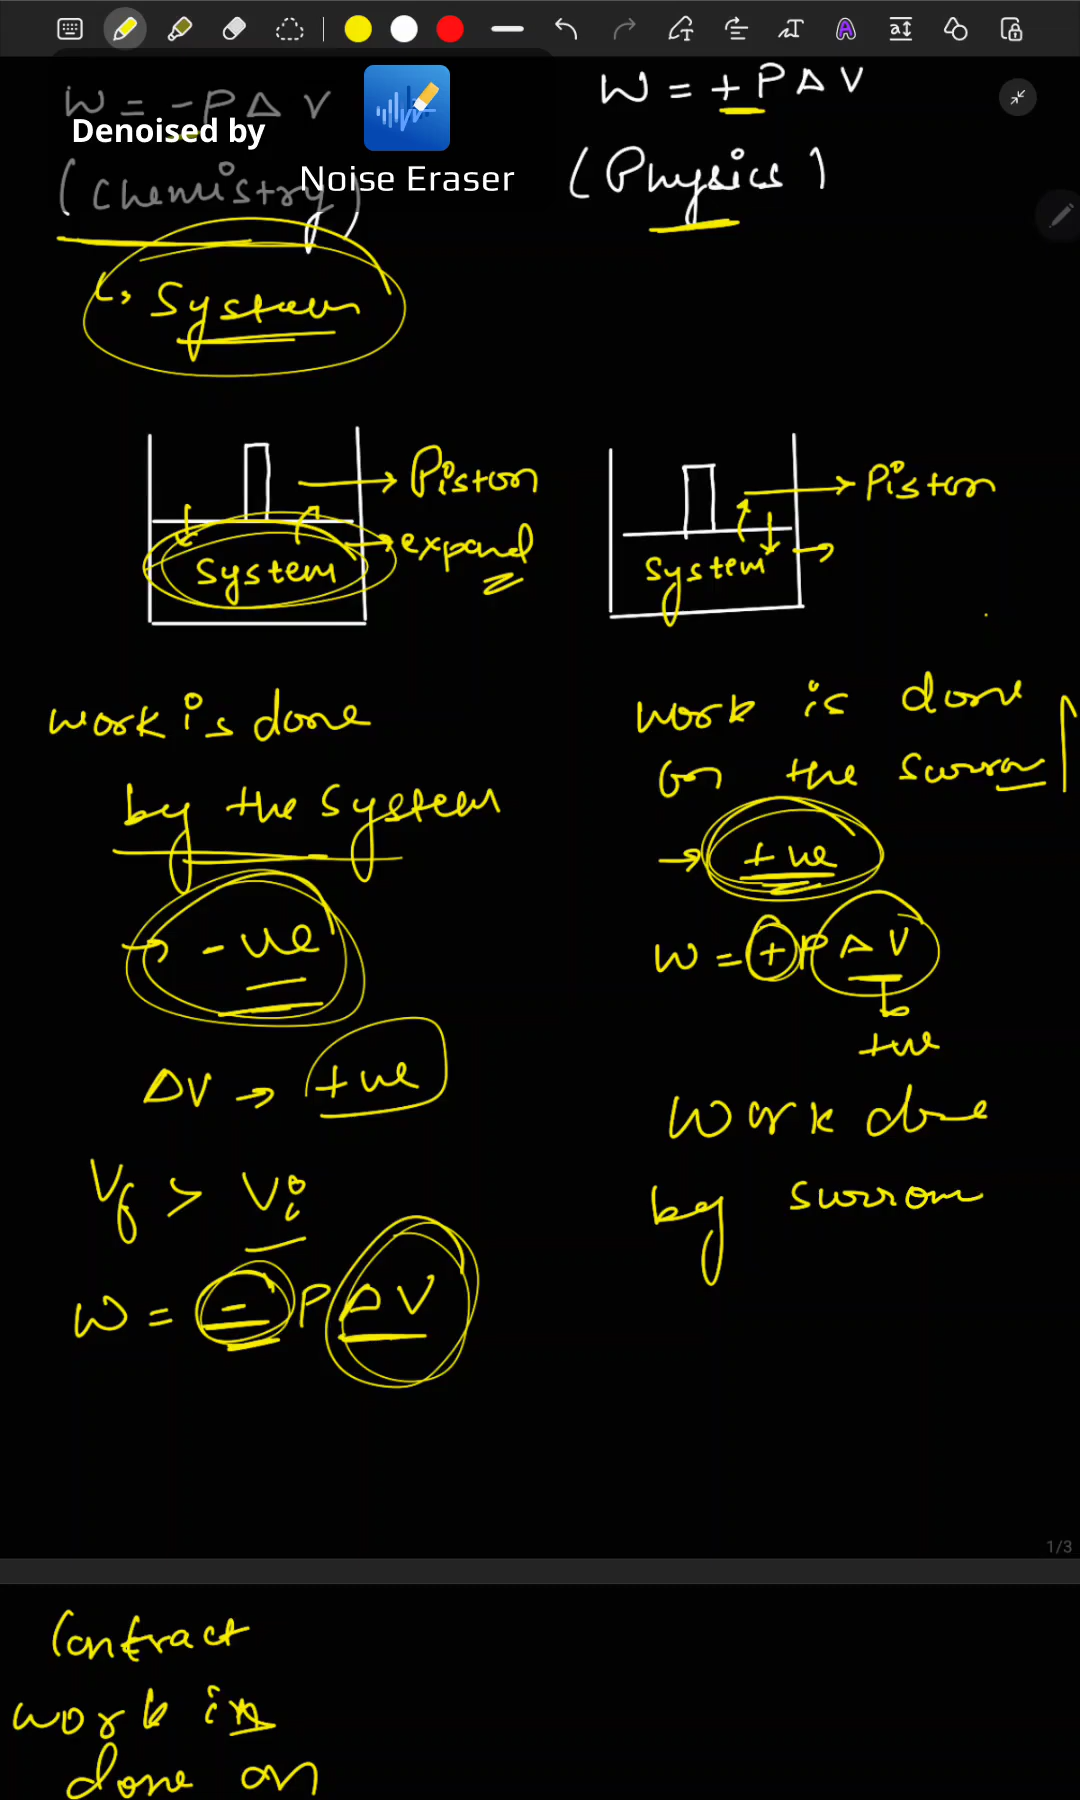 W = -PΔV
Denoised by
Noise Eraser
(Chemistry)
W = +PΔV
(Physics)
System
Piston
expand
System
Piston
System
work is done
by the system
→ -ve
ΔV → +ve
Vf > Vi
W = -PΔV
work is done
on the surron
→ +ve
W = +PΔV
+ve
Work done
by surron
1/3
Contract
work is
done on